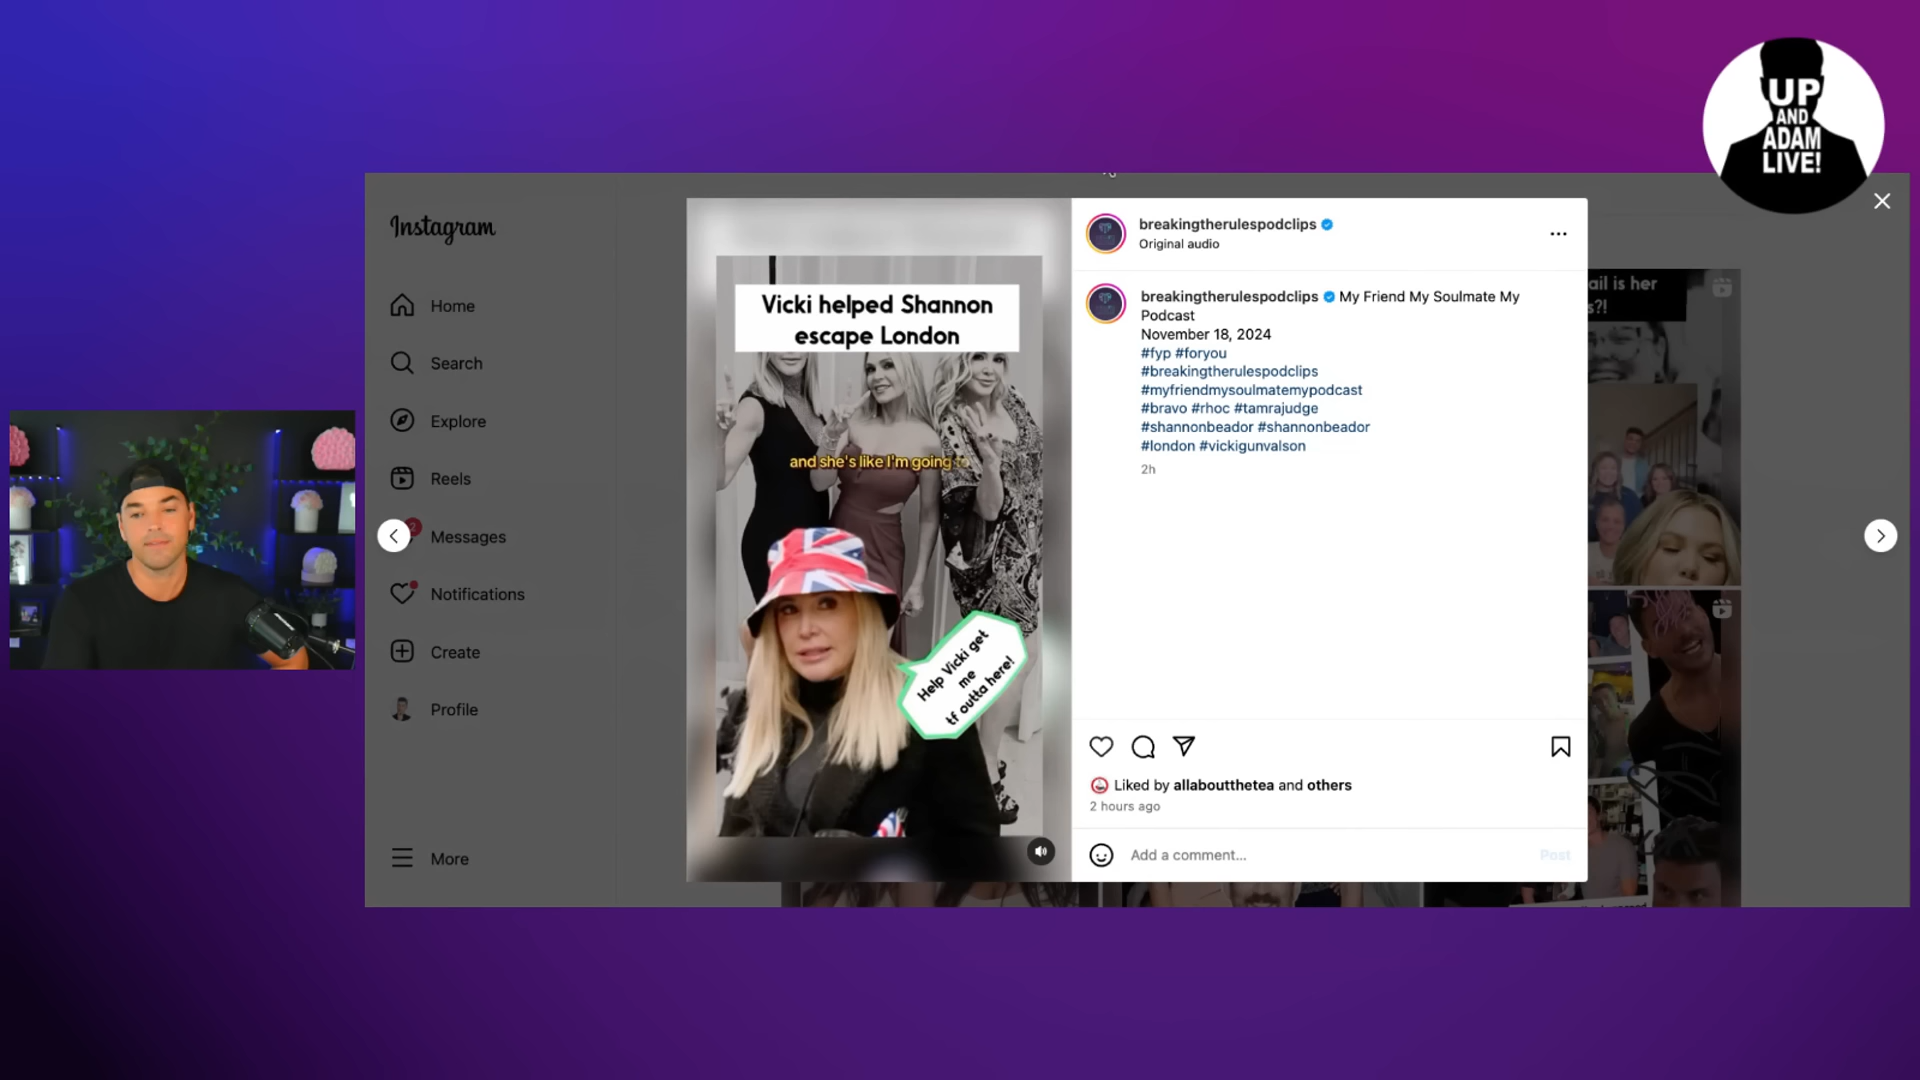 UP
AND
ADAM
LIVE!
Instagram
Home
Search
Explore
Reels
2
Messages
Notifications
Create
Profile
More
Vicki helped Shannon
escape London
and she's like I'm going to
Help Vicki get
me
tf outta here!
breakingtherulespodclips
Original audio
breakingtherulespodclips My Friend My Soulmate My
Podcast
November 18, 2024
#fyp #foryou
#breakingtherulespodclips
#myfriendmysoulmatemypodcast
#bravo #rhoc #tamrajudge
#shannonbeador #shannonbeador
#london #vickigunvalson
2h
Liked by allaboutthetea and others
2 hours ago
Add a comment...
Post
is her